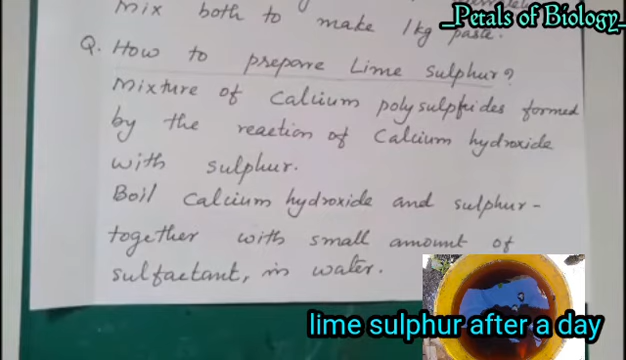 _Petals of Biology_
Mix both to make 1kg paste.
Q. How to prepare Lime Sulphur?
Mixture of Calcium polysulpfides formed
by the reaction of Calcium hydroxide
with sulphur.
Boil Calcium hydroxide and sulphur-
together with small amount of
sulfactant, in water.
lime sulphur after a day